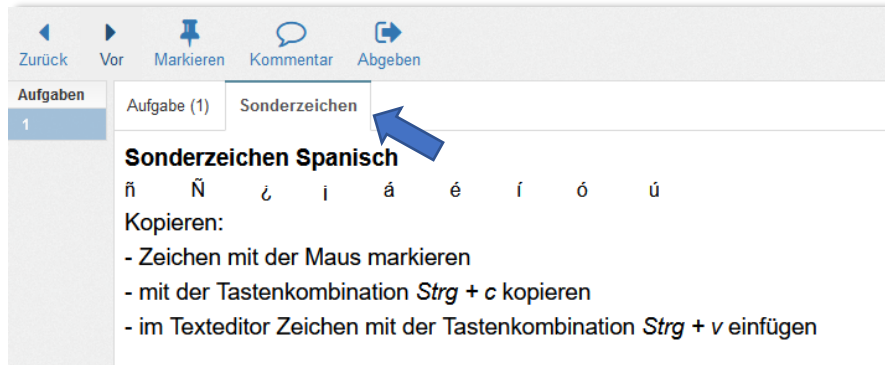 Zurück Vor Markieren Kommentar Abgeben
Aufgaben
1
Aufgabe (1) Sonderzeichen
Sonderzeichen Spanisch
ñ Ñ ¿ ¡ á é í ó ú
Kopieren:
- Zeichen mit der Maus markieren
- mit der Tastenkombination Strg + c kopieren
- im Texteditor Zeichen mit der Tastenkombination Strg + v einfügen